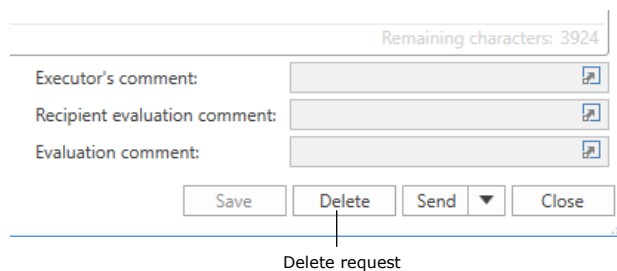 Remaining characters: 3924
Executor's comment:
Recipient evaluation comment:
Evaluation comment:
Save Delete Send Close
Delete request